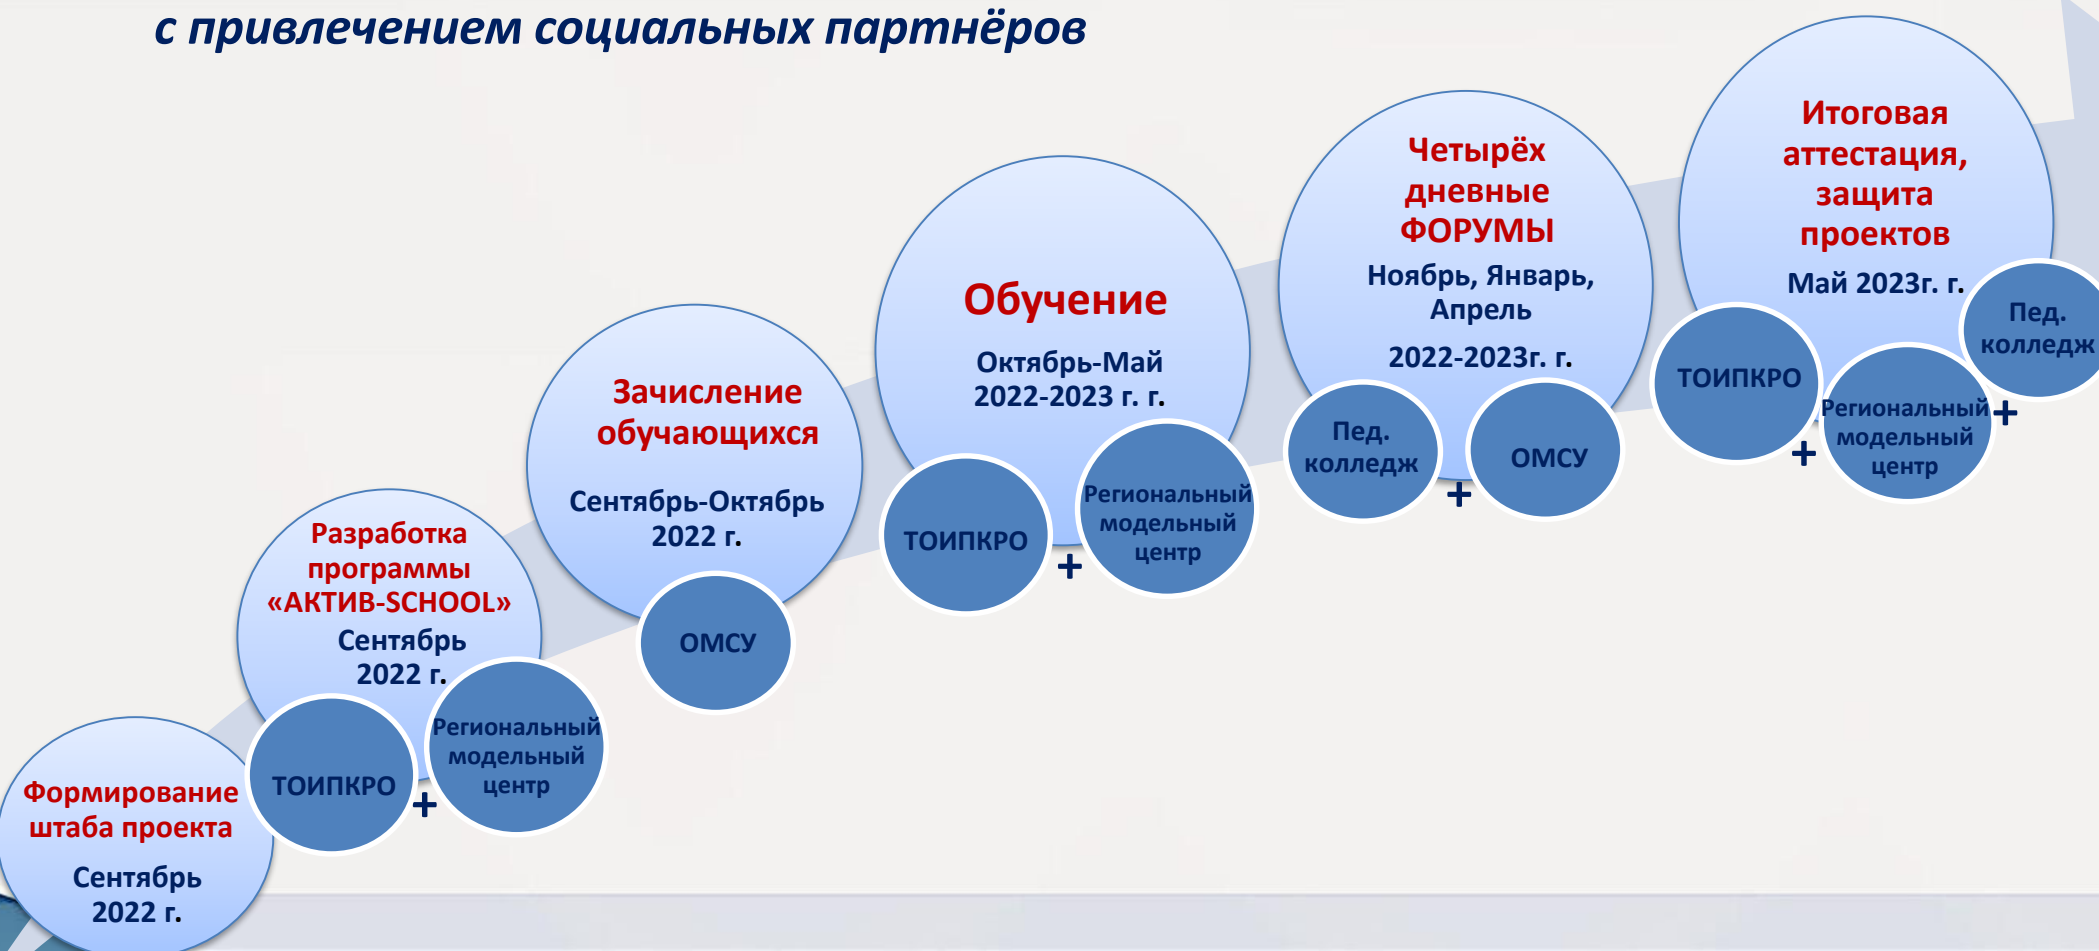 с привлечением социальных партнёров
Формирование
штаба проекта
Сентябрь
2022 г.
Разработка
программы
«АКТИВ-SCHOOL»
Сентябрь
2022 г.
ТОИПКРО
+
Региональный
модельный
центр
Зачисление
обучающихся
Сентябрь-Октябрь
2022 г.
ОМСУ
Обучение
Октябрь-Май
2022-2023 г. г.
ТОИПКРО
+
Региональный
модельный
центр
Четырёх
дневные
ФОРУМЫ
Ноябрь, Январь,
Апрель
2022-2023г. г.
Пед.
колледж
+
ОМСУ
Итоговая
аттестация,
защита
проектов
Май 2023г. г.
ТОИПКРО
+
Региональный
модельный
центр
+
Пед.
колледж